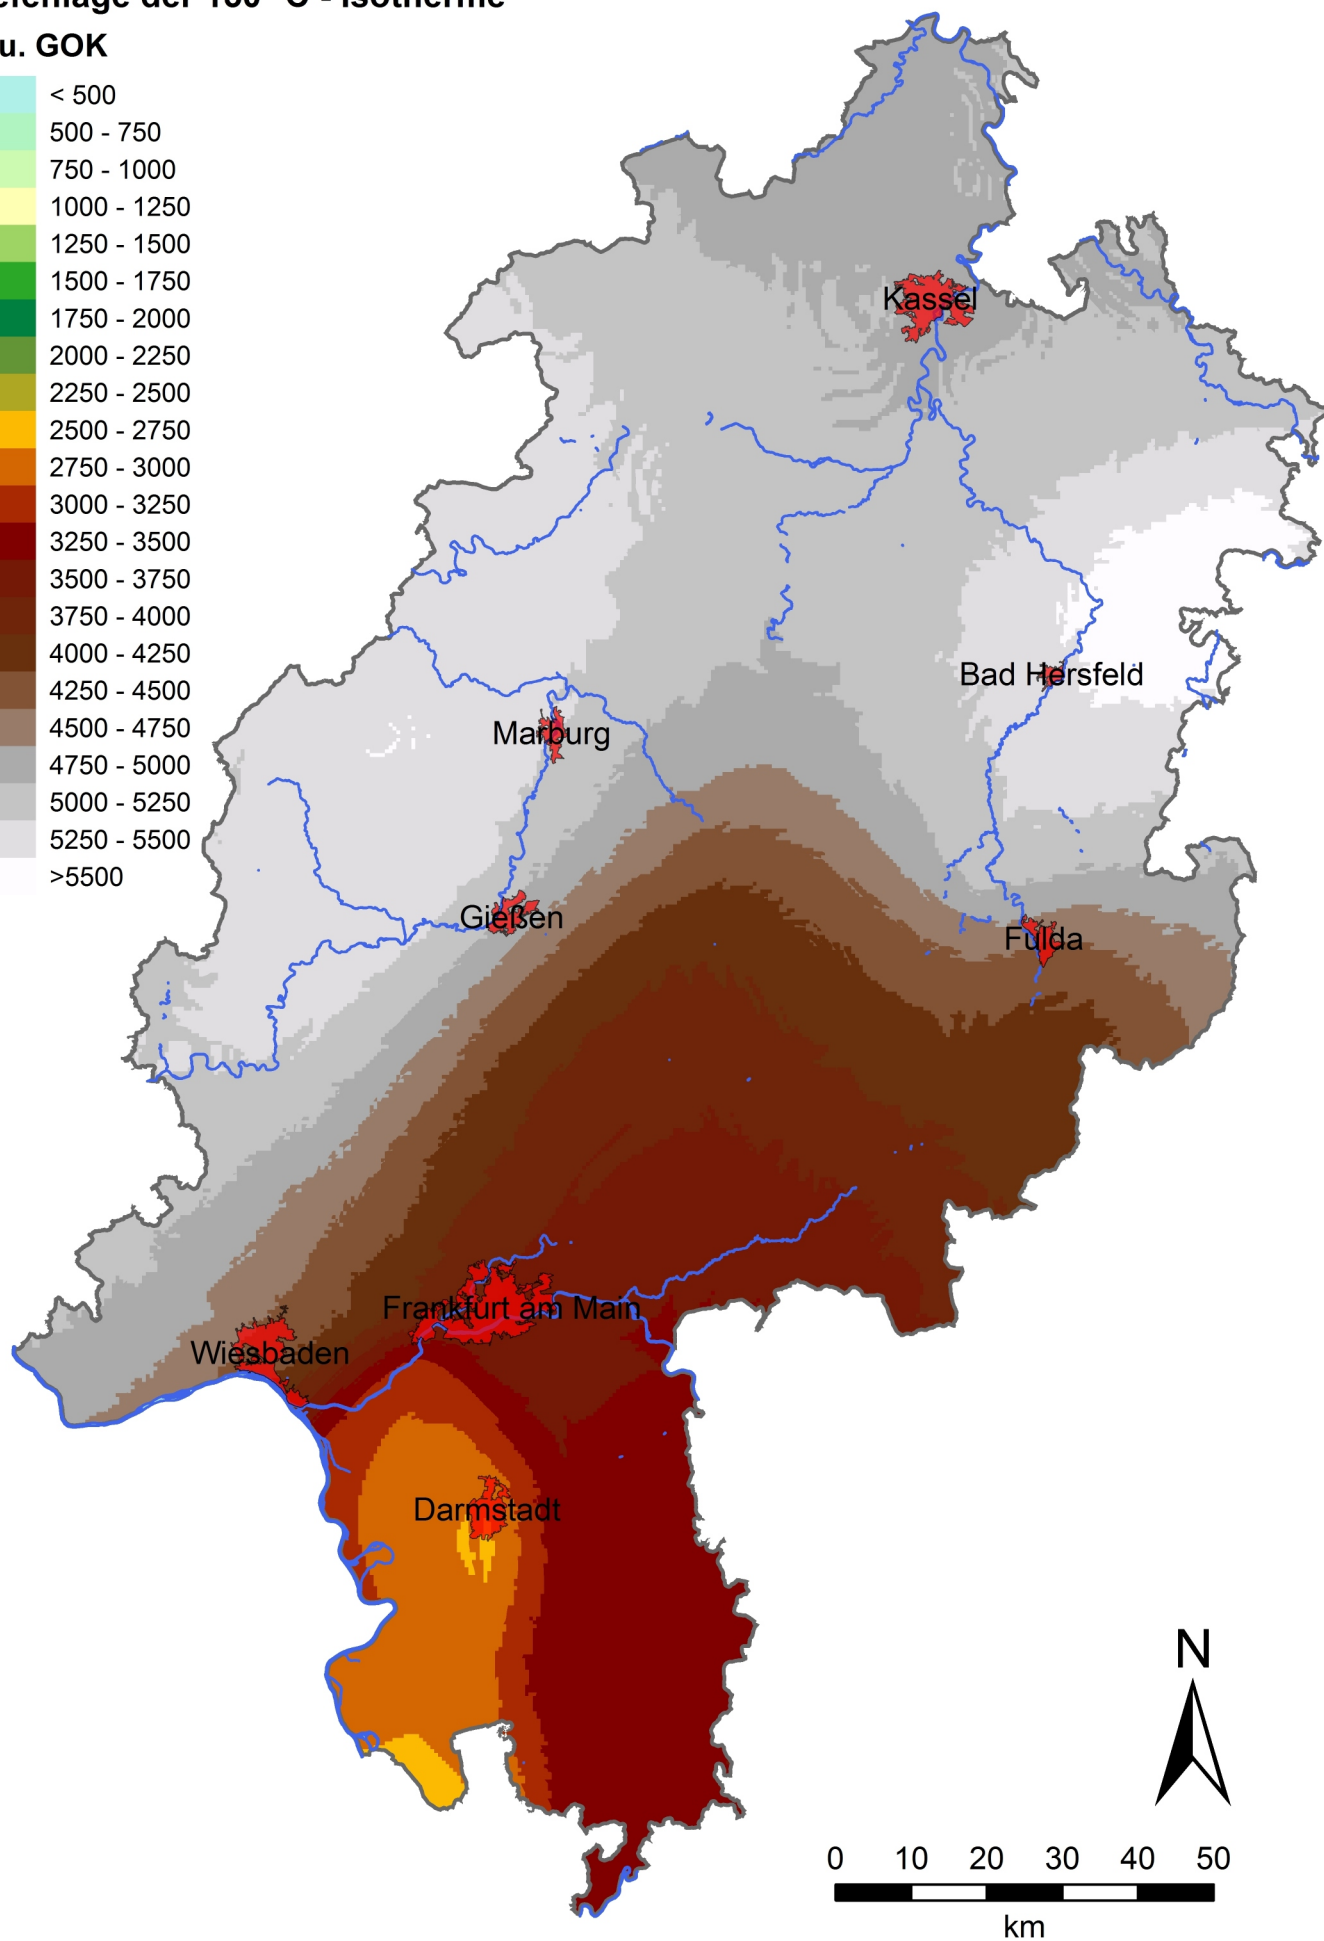 der 150 °C - Isotherme
u. GOK
< 500
500 - 750
750 - 1000
1000 - 1250
1250 - 1500
1500 - 1750
1750 - 2000
2000 - 2250
2250 - 2500
2500 - 2750
2750 - 3000
3000 - 3250
3250 - 3500
3500 - 3750
3750 - 4000
4000 - 4250
4250 - 4500
4500 - 4750
4750 - 5000
5000 - 5250
5250 - 5500
>5500
Kassel
Bad Hersfeld
Marburg
Gießen
Fulda
Frankfurt am Main
Wiesbaden
Darmstadt
N
0 10 20 30 40 50
km